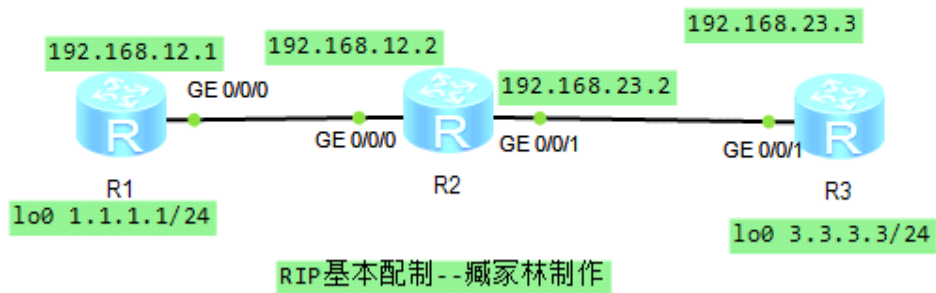 192.168.12.1
192.168.12.2
192.168.23.3
192.168.23.2
GE 0/0/0
GE 0/0/0
GE 0/0/1
GE 0/0/1
R
R
R
R1
R2
R3
lo0 1.1.1.1/24
lo0 3.3.3.3/24
RIP基本配制--臧冢林制作